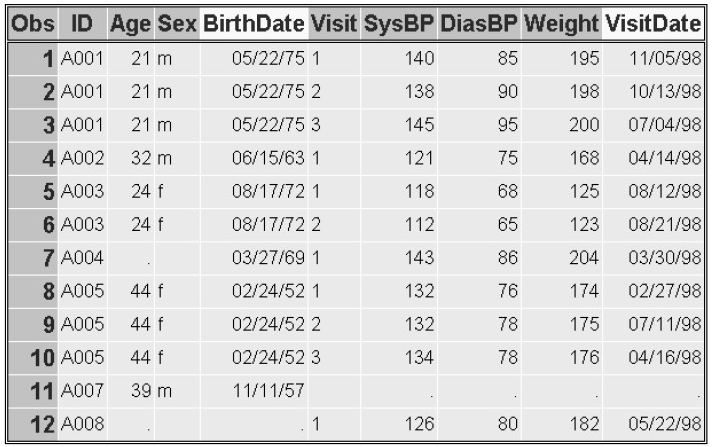 Obs ID Age Sex BirthDate Visit SysBP DiasBP Weight VisitDate
1 A001 21 m 05/22/75 1 140 85 195 11/05/98
2 A001 21 m 05/22/75 2 138 90 198 10/13/98
3 A001 21 m 05/22/75 3 145 95 200 07/04/98
4 A002 32 m 06/15/63 1 121 75 168 04/14/98
5 A003 24 f 08/17/72 1 118 68 125 08/12/98
6 A003 24 f 08/17/72 2 112 65 123 08/21/98
7 A004 . 03/27/69 1 143 86 204 03/30/98
8 A005 44 f 02/24/52 1 132 76 174 02/27/98
9 A005 44 f 02/24/52 2 132 78 175 07/11/98
10 A005 44 f 02/24/52 3 134 78 176 04/16/98
11 A007 39 m 11/11/57 . . . .
12 A008 . . 1 126 80 182 05/22/98